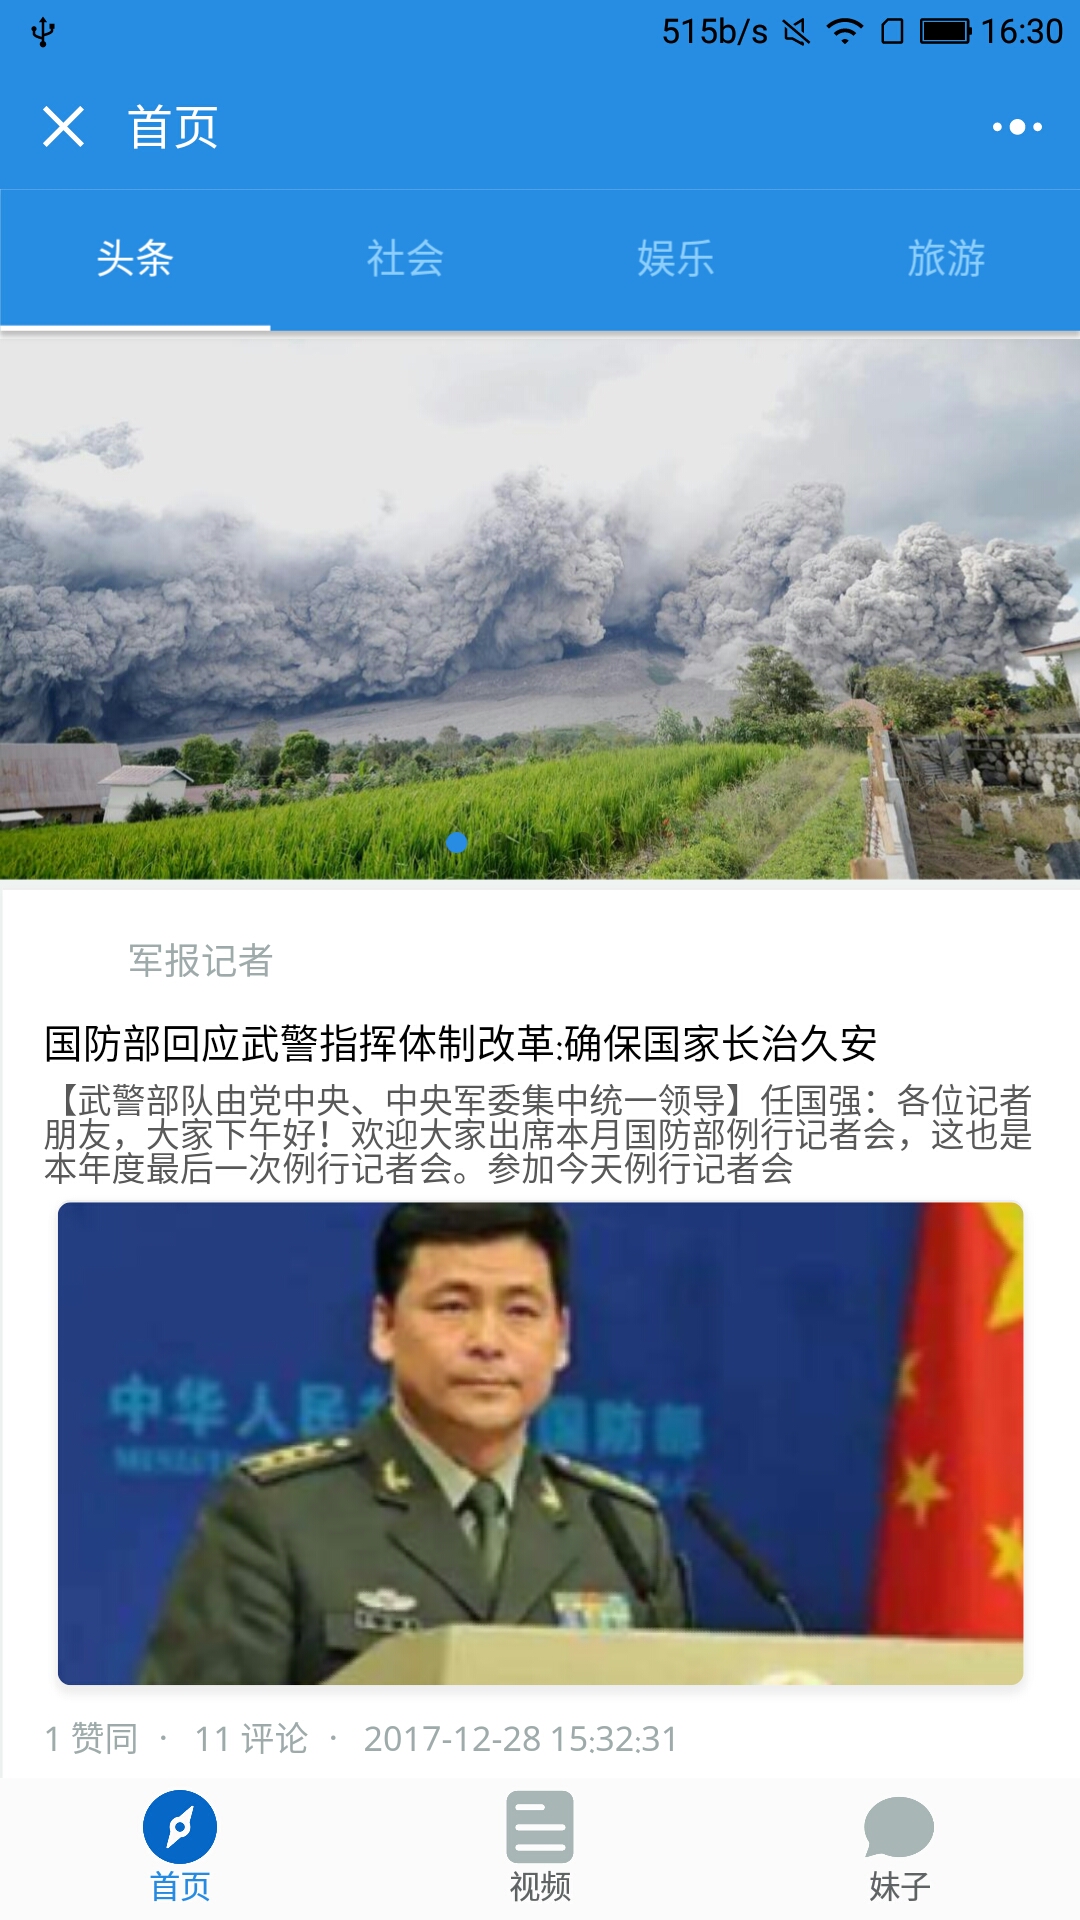 515b/s 16:30
首页
头条 社会 娱乐 旅游
军报记者
国防部回应武警指挥体制改革:确保国家长治久安
【武警部队由党中央、中央军委集中统一领导】任国强：各位记者
朋友，大家下午好！欢迎大家出席本月国防部例行记者会，这也是
本年度最后一次例行记者会。参加今天例行记者会
中华人民 国防部
1 赞同 · 11 评论 · 2017-12-28 15:32:31
首页 视频 妹子